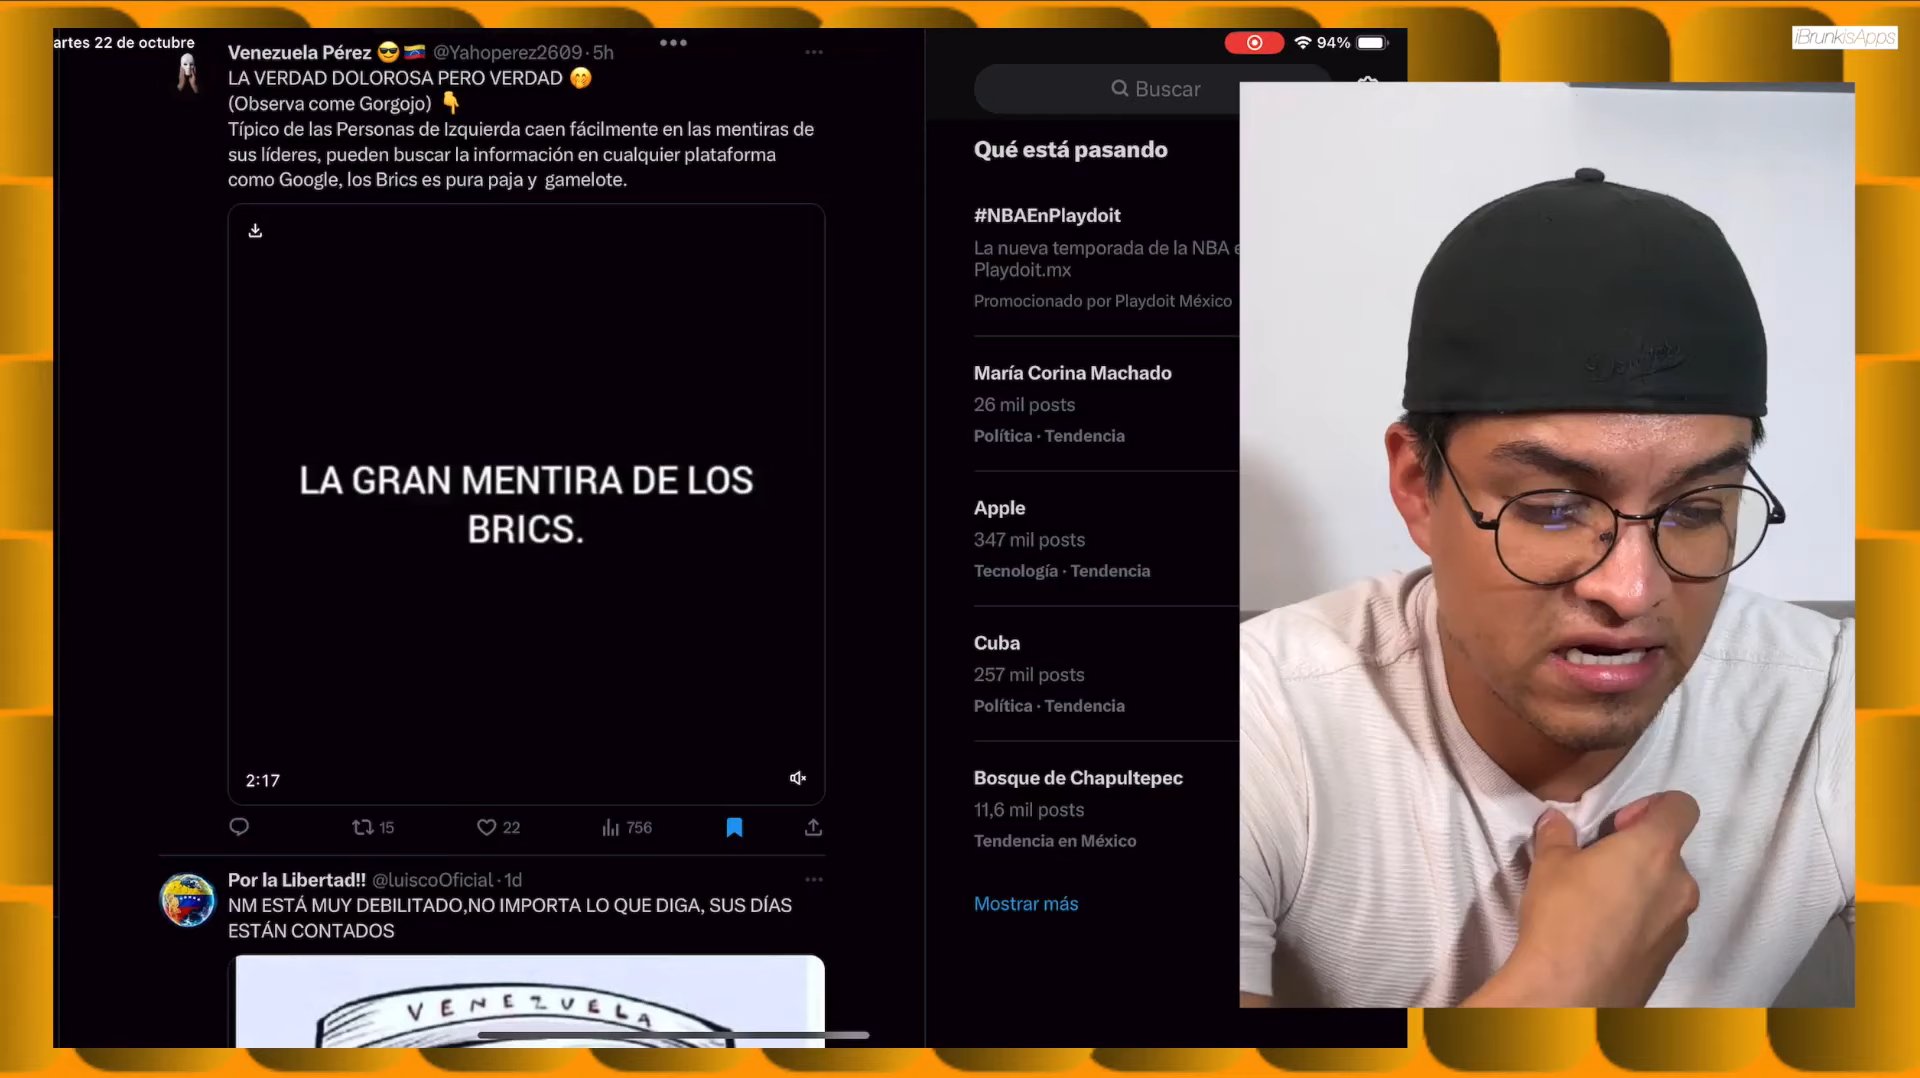 artes 22 de octubre
94%
iBrunkisApps
Venezuela Pérez 😎🇻🇪 @Yahoperez2609 · 5h
LA VERDAD DOLOROSA PERO VERDAD 🤭
(Observa come Gorgojo) 👇
Típico de las Personas de Izquierda caen fácilmente en las mentiras de
sus líderes, pueden buscar la información en cualquier plataforma
como Google, los Brics es pura paja y gamelote.
LA GRAN MENTIRA DE LOS
BRICS.
2:17
15
22
756
Por la Libertad!! @luiscoOficial · 1d
NM ESTÁ MUY DEBILITADO,NO IMPORTA LO QUE DIGA, SUS DÍAS
ESTÁN CONTADOS
VENEZUELA
Buscar
Qué está pasando
#NBAEnPlaydoit
La nueva temporada de la NBA e
Playdoit.mx
Promocionado por Playdoit México
María Corina Machado
26 mil posts
Política · Tendencia
Apple
347 mil posts
Tecnología · Tendencia
Cuba
257 mil posts
Política · Tendencia
Bosque de Chapultepec
11,6 mil posts
Tendencia en México
Mostrar más
Dodgers